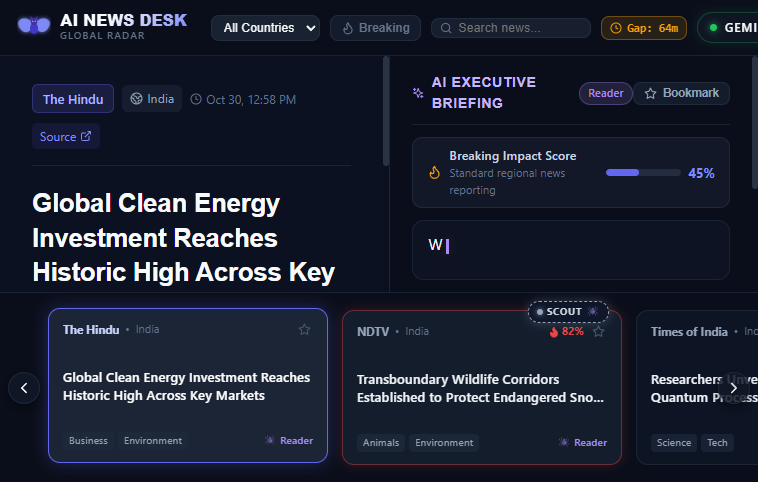 AI NEWS DESK
GLOBAL RADAR
All Countries
Breaking
Search news...
Gap: 64m
GEMI
The Hindu
India
Oct 30, 12:58 PM
Source
Global Clean Energy
Investment Reaches
Historic High Across Key
AI EXECUTIVE
BRIEFING
Reader
Bookmark
Breaking Impact Score
Standard regional news
reporting
45%
W
The Hindu • India
Global Clean Energy Investment Reaches
Historic High Across Key Markets
Business
Environment
Reader
SCOUT
NDTV • India
82%
Transboundary Wildlife Corridors
Established to Protect Endangered Sno...
Animals
Environment
Reader
Times of India •
Researchers
Quantum
Science
Tech